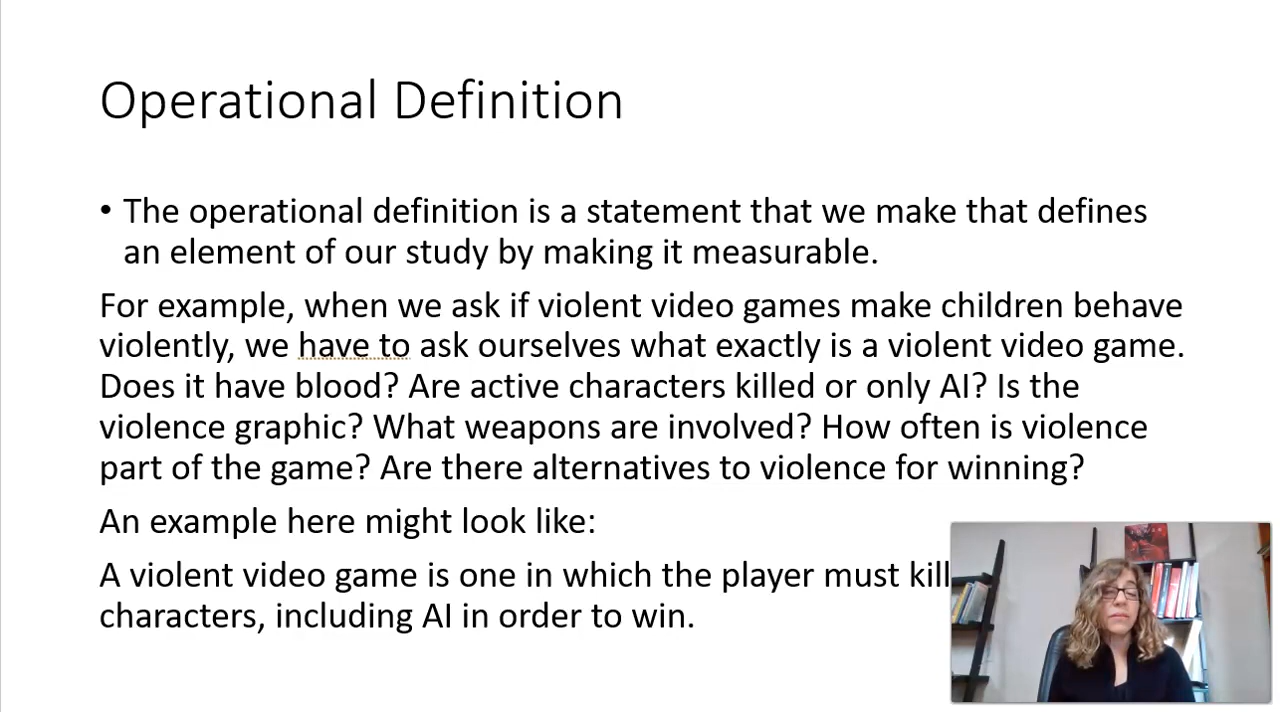 Operational Definition
• The operational definition is a statement that we make that defines
an element of our study by making it measurable.
For example, when we ask if violent video games make children behave
violently, we have to ask ourselves what exactly is a violent video game.
Does it have blood? Are active characters killed or only AI? Is the
violence graphic? What weapons are involved? How often is violence
part of the game? Are there alternatives to violence for winning?
An example here might look like:
A violent video game is one in which the player must kill
characters, including AI in order to win.